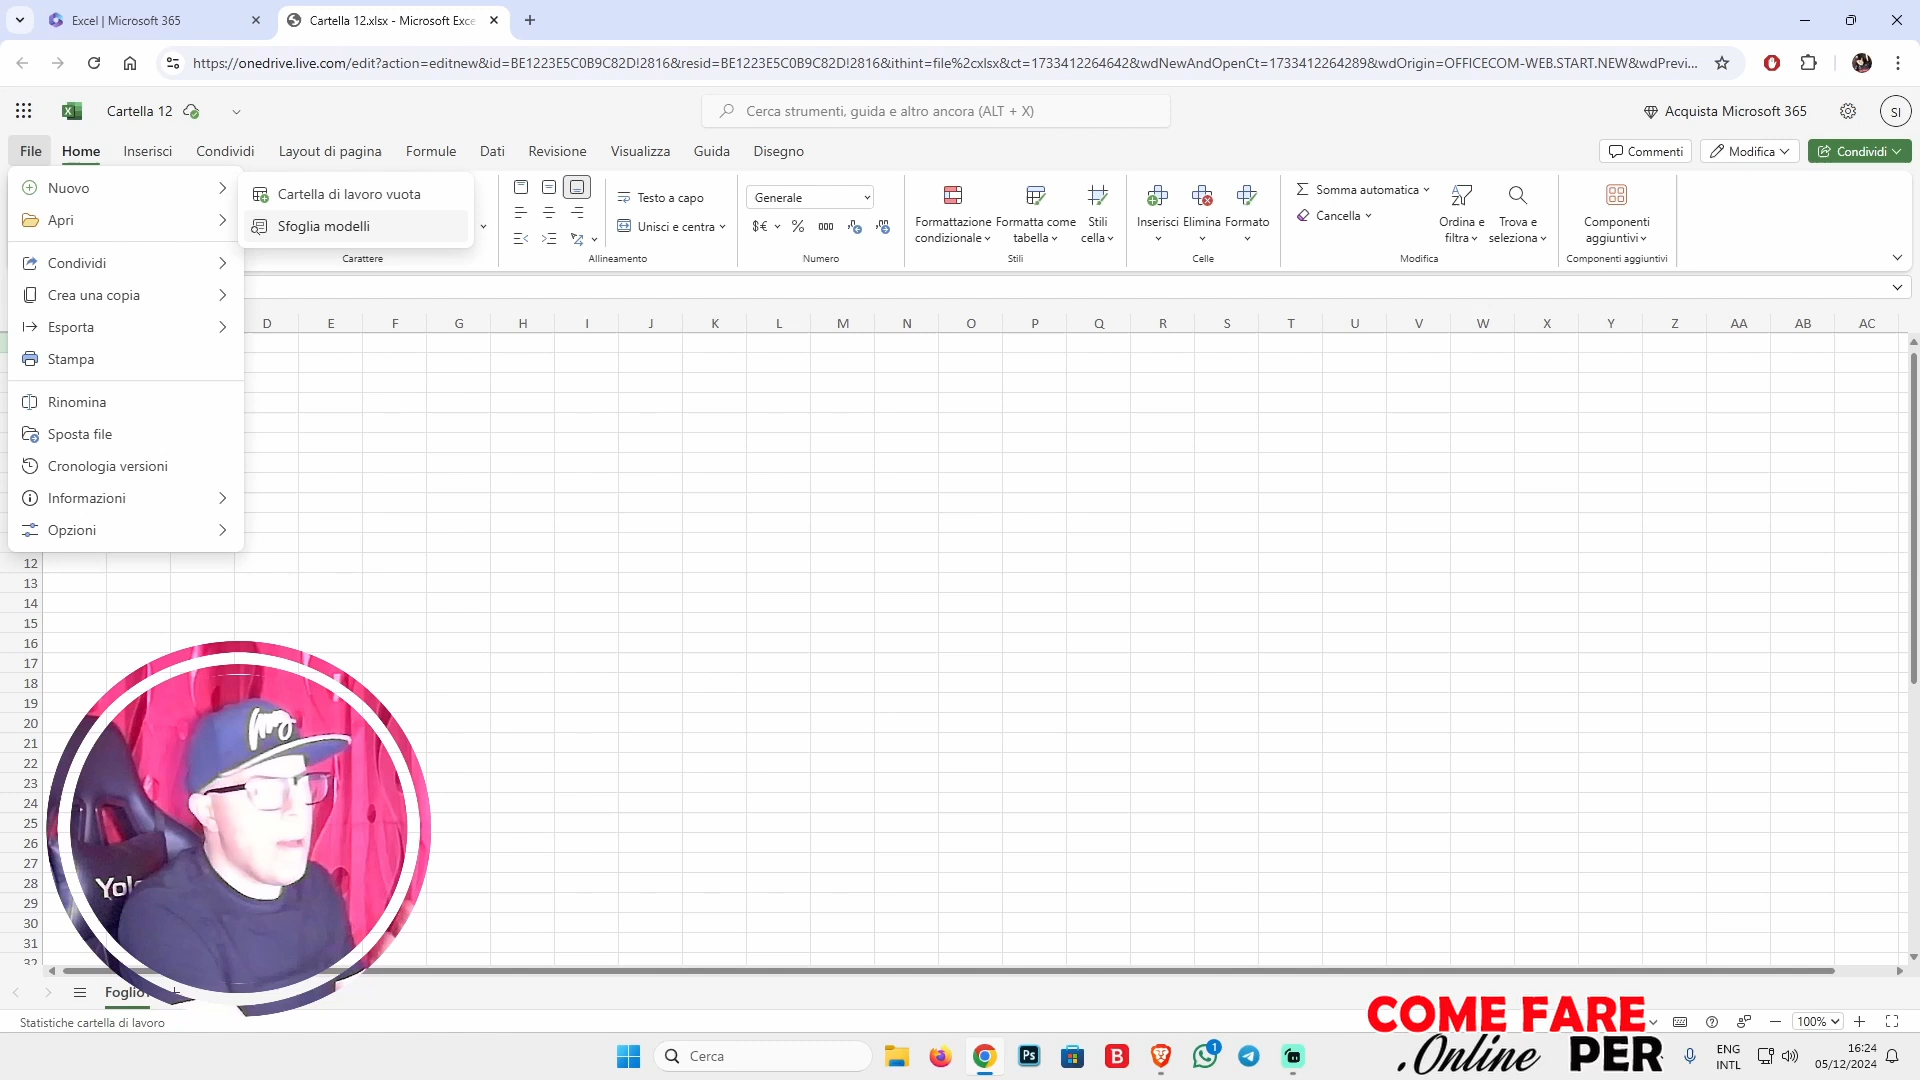 Excel | Microsoft 365
Cartella 12.xlsx - Microsoft Exce
https://onedrive.live.com/edit?action=editnew&id=BE1223E5C0B9C82D!2816&resid=BE1223E5C0B9C82D!2816&ithint=file%2cxlsx&ct=1733412264642&wdNewAndOpenCt=1733412264289&wdOrigin=OFFICECOM-WEB.START.NEW&wdPrevi...
Cartella 12
Cerca strumenti, guida e altro ancora (ALT + X)
Acquista Microsoft 365
SI
File Home Inserisci Condividi Layout di pagina Formule Dati Revisione Visualizza Guida Disegno
Commenti Modifica Condividi
Nuovo
Apri
Condividi
Crea una copia
Esporta
Stampa
Rinomina
Sposta file
Cronologia versioni
Informazioni
Opzioni
Cartella di lavoro vuota
Sfoglia modelli
Carattere
Testo a capo
Unisci e centra
Allineamento
Generale
$€ % 000
Numero
Formattazione condizionale
Formatta come tabella
Stili cella
Stili
Inserisci Elimina Formato
Celle
Somma automatica
Cancella
Ordina e filtra
Trova e seleziona
Modifica
Componenti aggiuntivi
Componenti aggiuntivi
D E F G H I J K L M N O P Q R S T U V W X Y Z AA AB AC
12
13
14
15
16
17
18
19
20
21
22
23
24
25
26
27
28
29
30
31
32
Foglio1
Statistiche cartella di lavoro
100%
COME FARE
.Online PER
Cerca
Ps
B
1
ENG
INTL
16:24
05/12/2024